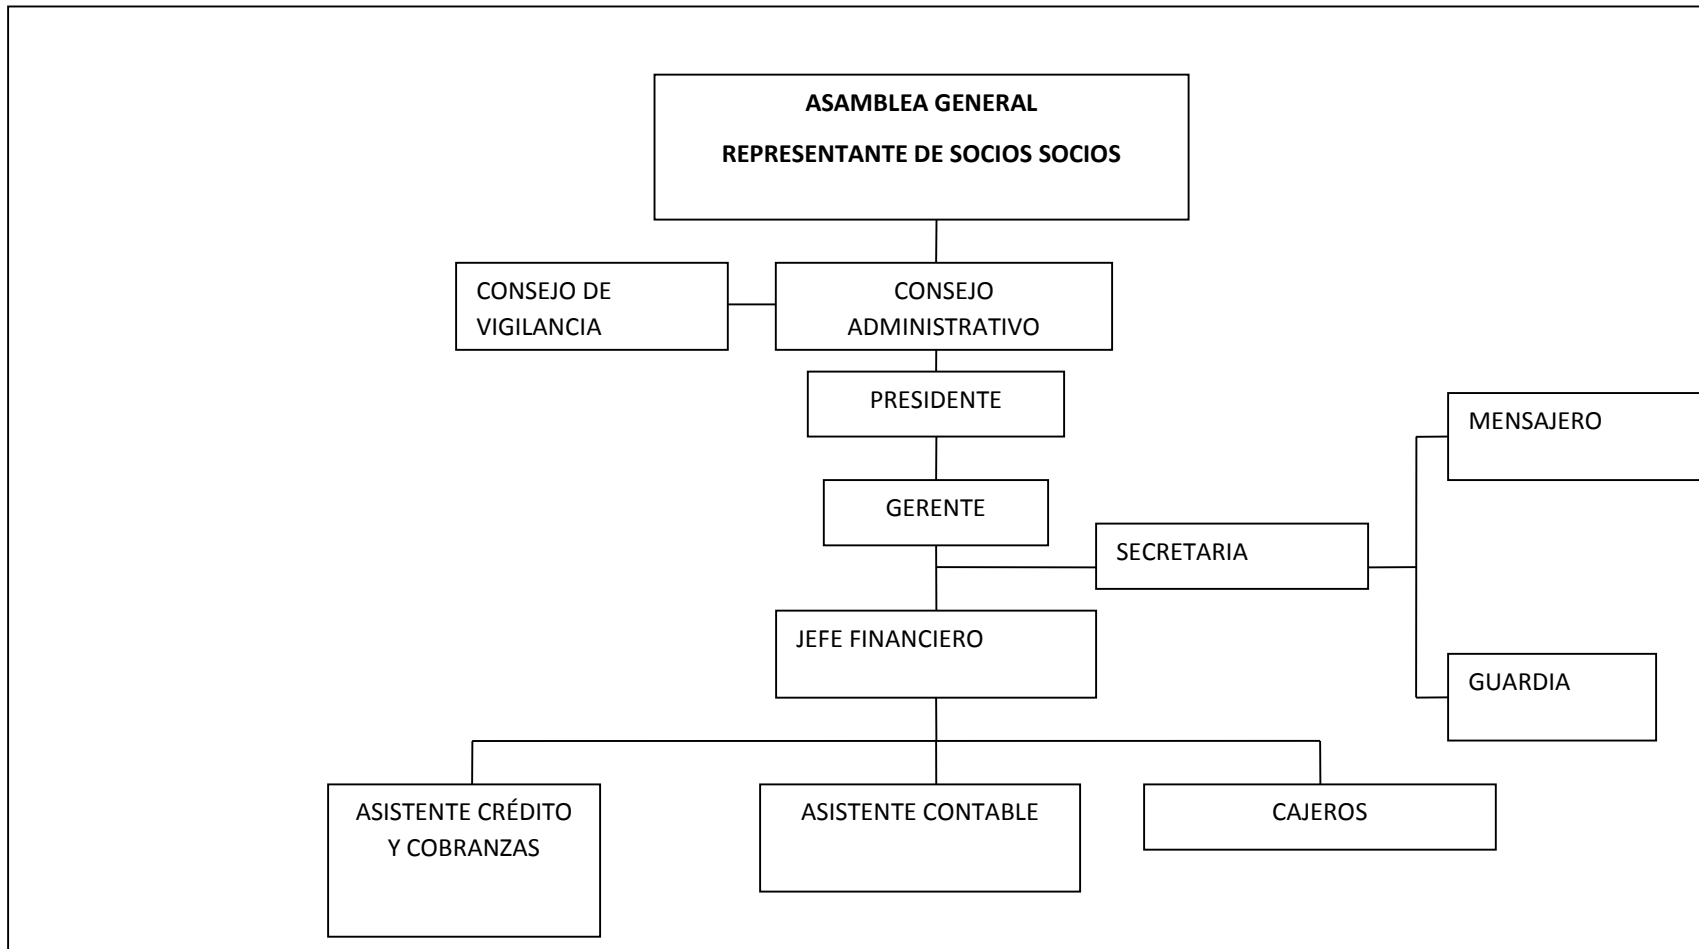 ASAMBLEA GENERAL
REPRESENTANTE DE SOCIOS SOCIOS
CONSEJO DE
VIGILANCIA
CONSEJO
ADMINISTRATIVO
PRESIDENTE
MENSAJERO
GERENTE
SECRETARIA
JEFE FINANCIERO
GUARDIA
ASISTENTE CRÉDITO
Y COBRANZAS
ASISTENTE CONTABLE
CAJEROS